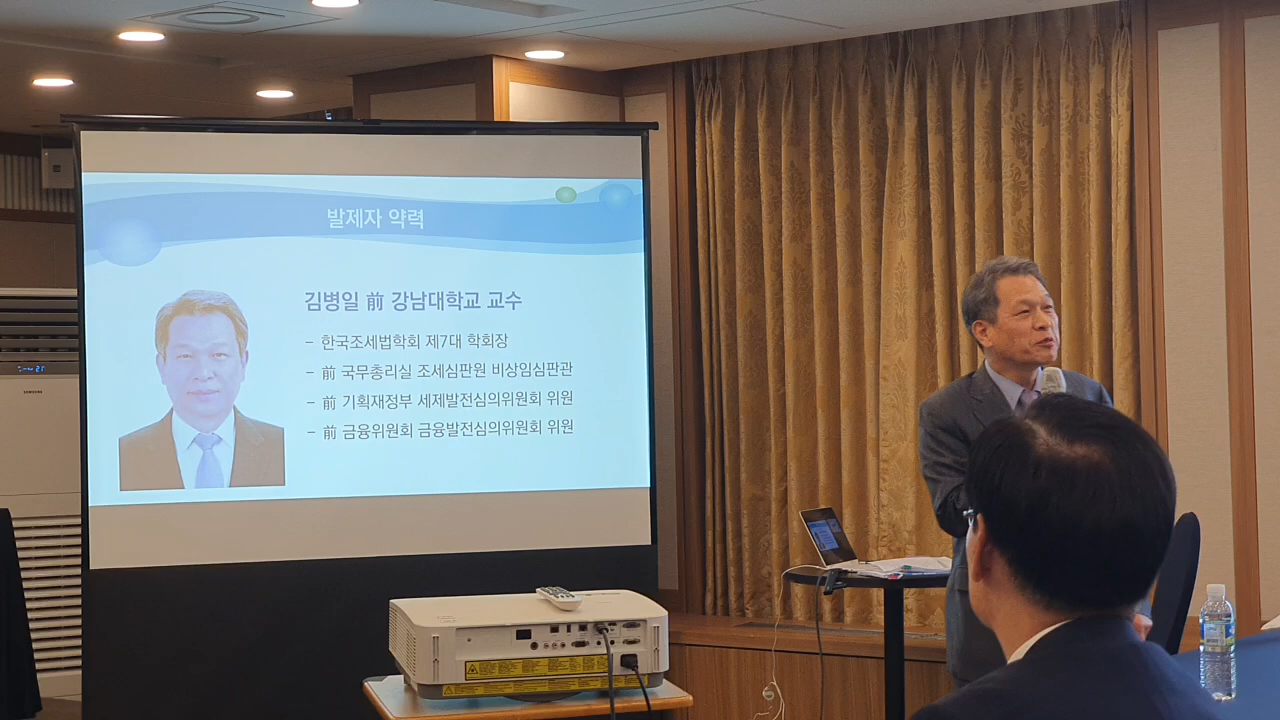 발제자 약력
김병일 前 강남대학교 교수
- 한국조세법학회 제7대 학회장
- 前 국무총리실 조세심판원 비상임심판관
- 前 기획재정부 세제발전심의위원회 위원
- 前 금융위원회 금융발전심의위원회 위원
SAMSUNG